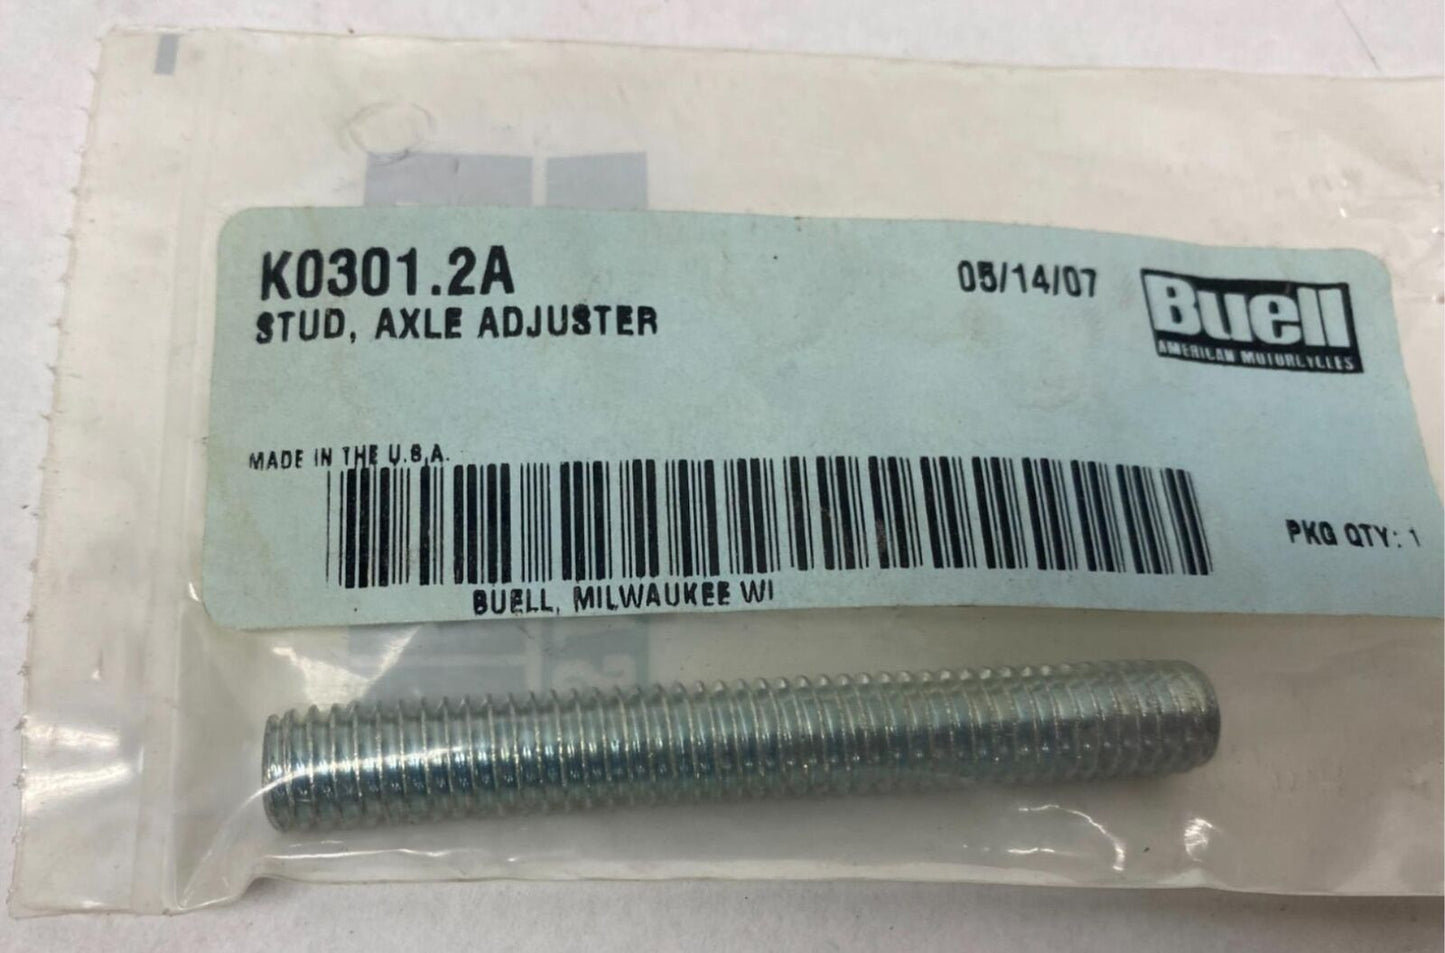 K0301.2A
STUD, AXLE ADJUSTER
05/14/07
Buell
AMERICAN MOTORCYCLES
MADE IN THE U.S.A.
PKG QTY: 1
BUELL, MILWAUKEE WI